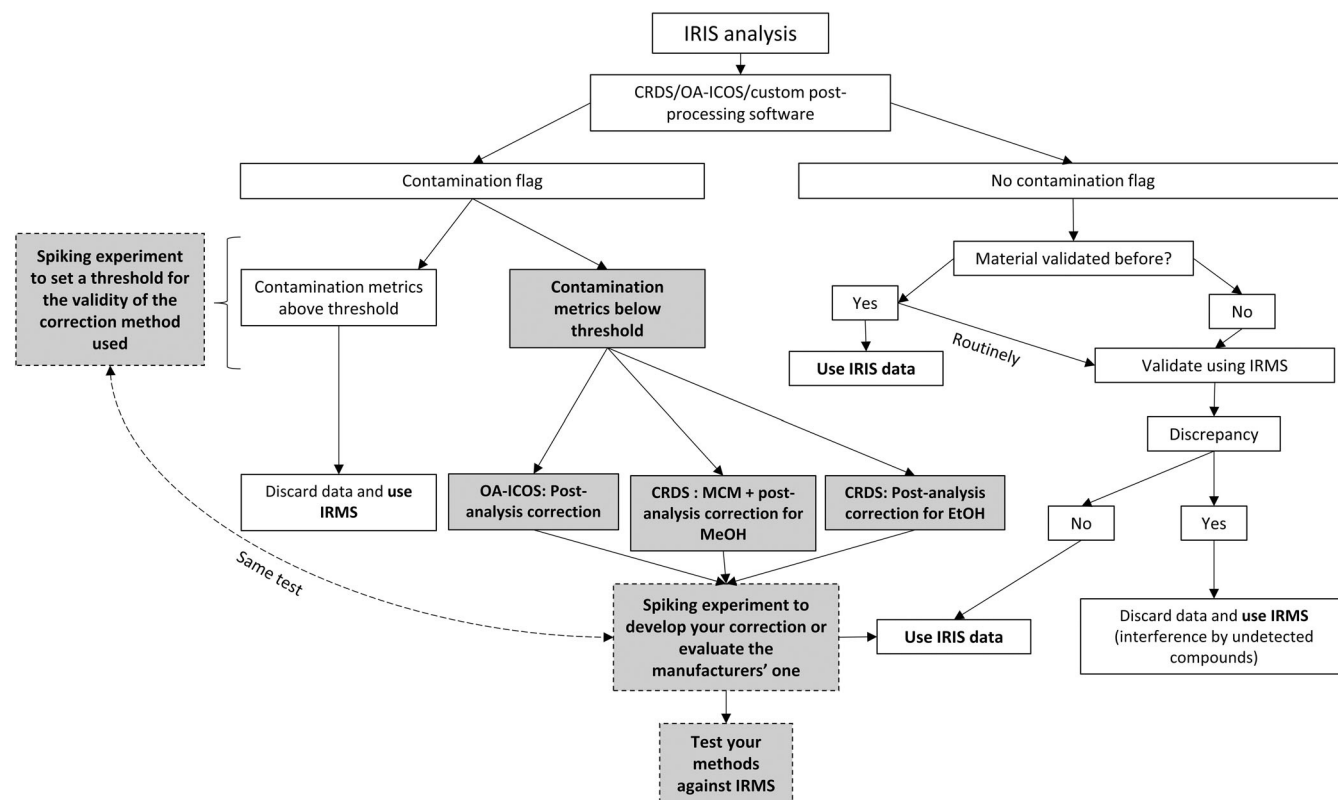 IRIS analysis
CRDS/OA-ICOS/custom post-
processing software
Contamination flag
No contamination flag
Spiking experiment
to set a threshold for
the validity of the
correction method
used
Contamination metrics
above threshold
Contamination
metrics below
threshold
Material validated before?
Yes
No
Routinely
Use IRIS data
Validate using IRMS
Discrepancy
Discard data and use
IRMS
OA-ICOS: Post-
analysis correction
CRDS : MCM + post-
analysis correction for
MeOH
CRDS: Post-analysis
correction for EtOH
No
Yes
Same test
Spiking experiment to
develop your correction or
evaluate the
manufacturers’ one
Use IRIS data
Discard data and use IRMS
(interference by undetected
compounds)
Test your
methods
against IRMS